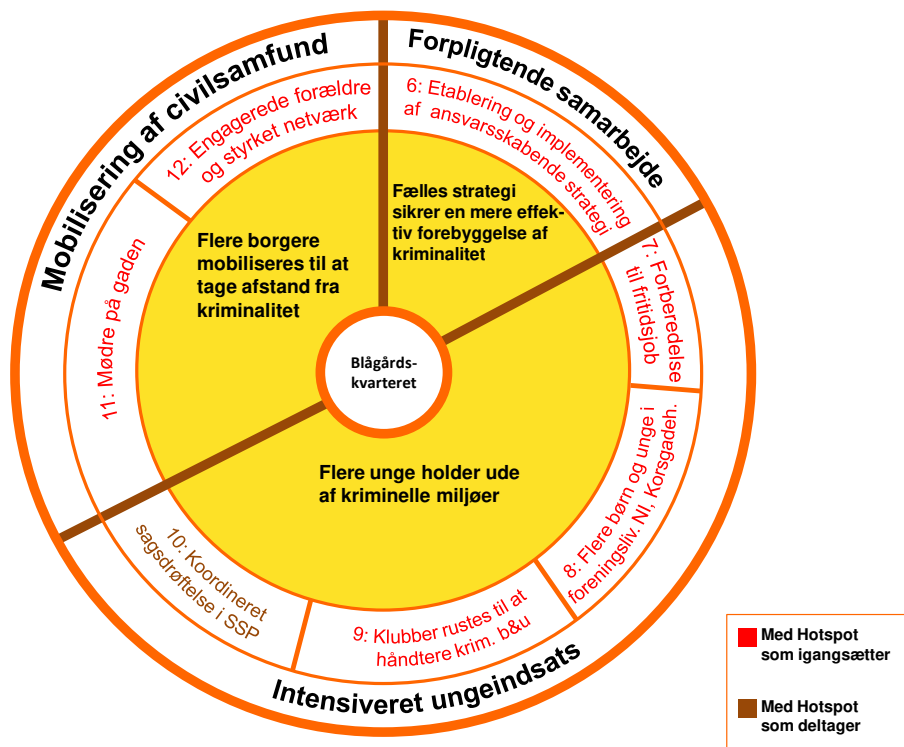 Mobilisering af civilsamfund
Forpligtende samarbejde
12: Engagerede forældre
og styrket netværk
6: Etablering og implementering
af ansvarsskabende strategi
Fælles strategi
sikrer en mere effek-
tiv forebyggelse af
kriminalitet
Flere borgere
mobiliseres til at
tage afstand fra
kriminalitet
7: Forberedelse
til fritidsjob
11: Mødre på gaden
Blågårds-
kvarteret
Flere unge holder ude
af kriminelle miljøer
8: Flere børn og unge i
foreningsliv. NI, Korsgadeh.
10: Koordineret
sagsdrøftelse i SSP
9: Klubber rustes til at
håndtere krim. b&u
Intensiveret ungeindsats
Med Hotspot
som igangsætter
Med Hotspot
som deltager